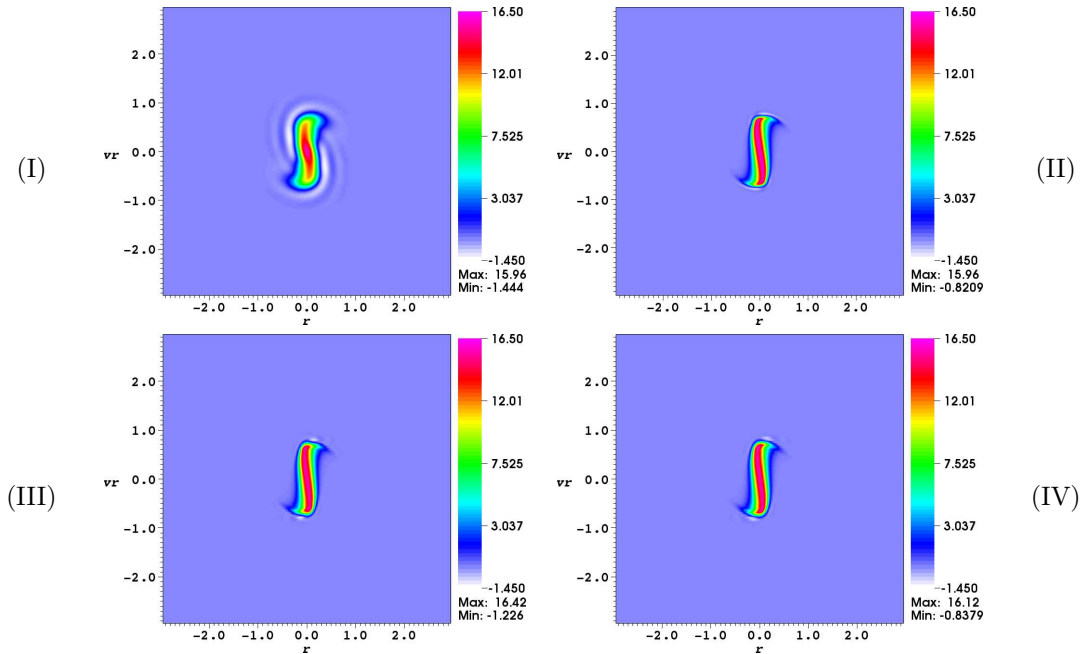 (I)
vr
2.0
1.0
0.0
-1.0
-2.0
-2.0 -1.0 0.0 1.0 2.0
r
16.50
12.01
7.525
3.037
-1.450
Max: 15.96
Min: -1.444
(II)
vr
2.0
1.0
0.0
-1.0
-2.0
-2.0 -1.0 0.0 1.0 2.0
r
16.50
12.01
7.525
3.037
-1.450
Max: 15.96
Min: -0.8209
(III)
vr
2.0
1.0
0.0
-1.0
-2.0
-2.0 -1.0 0.0 1.0 2.0
r
16.50
12.01
7.525
3.037
-1.450
Max: 16.42
Min: -1.226
(IV)
vr
2.0
1.0
0.0
-1.0
-2.0
-2.0 -1.0 0.0 1.0 2.0
r
16.50
12.01
7.525
3.037
-1.450
Max: 16.12
Min: -0.8379